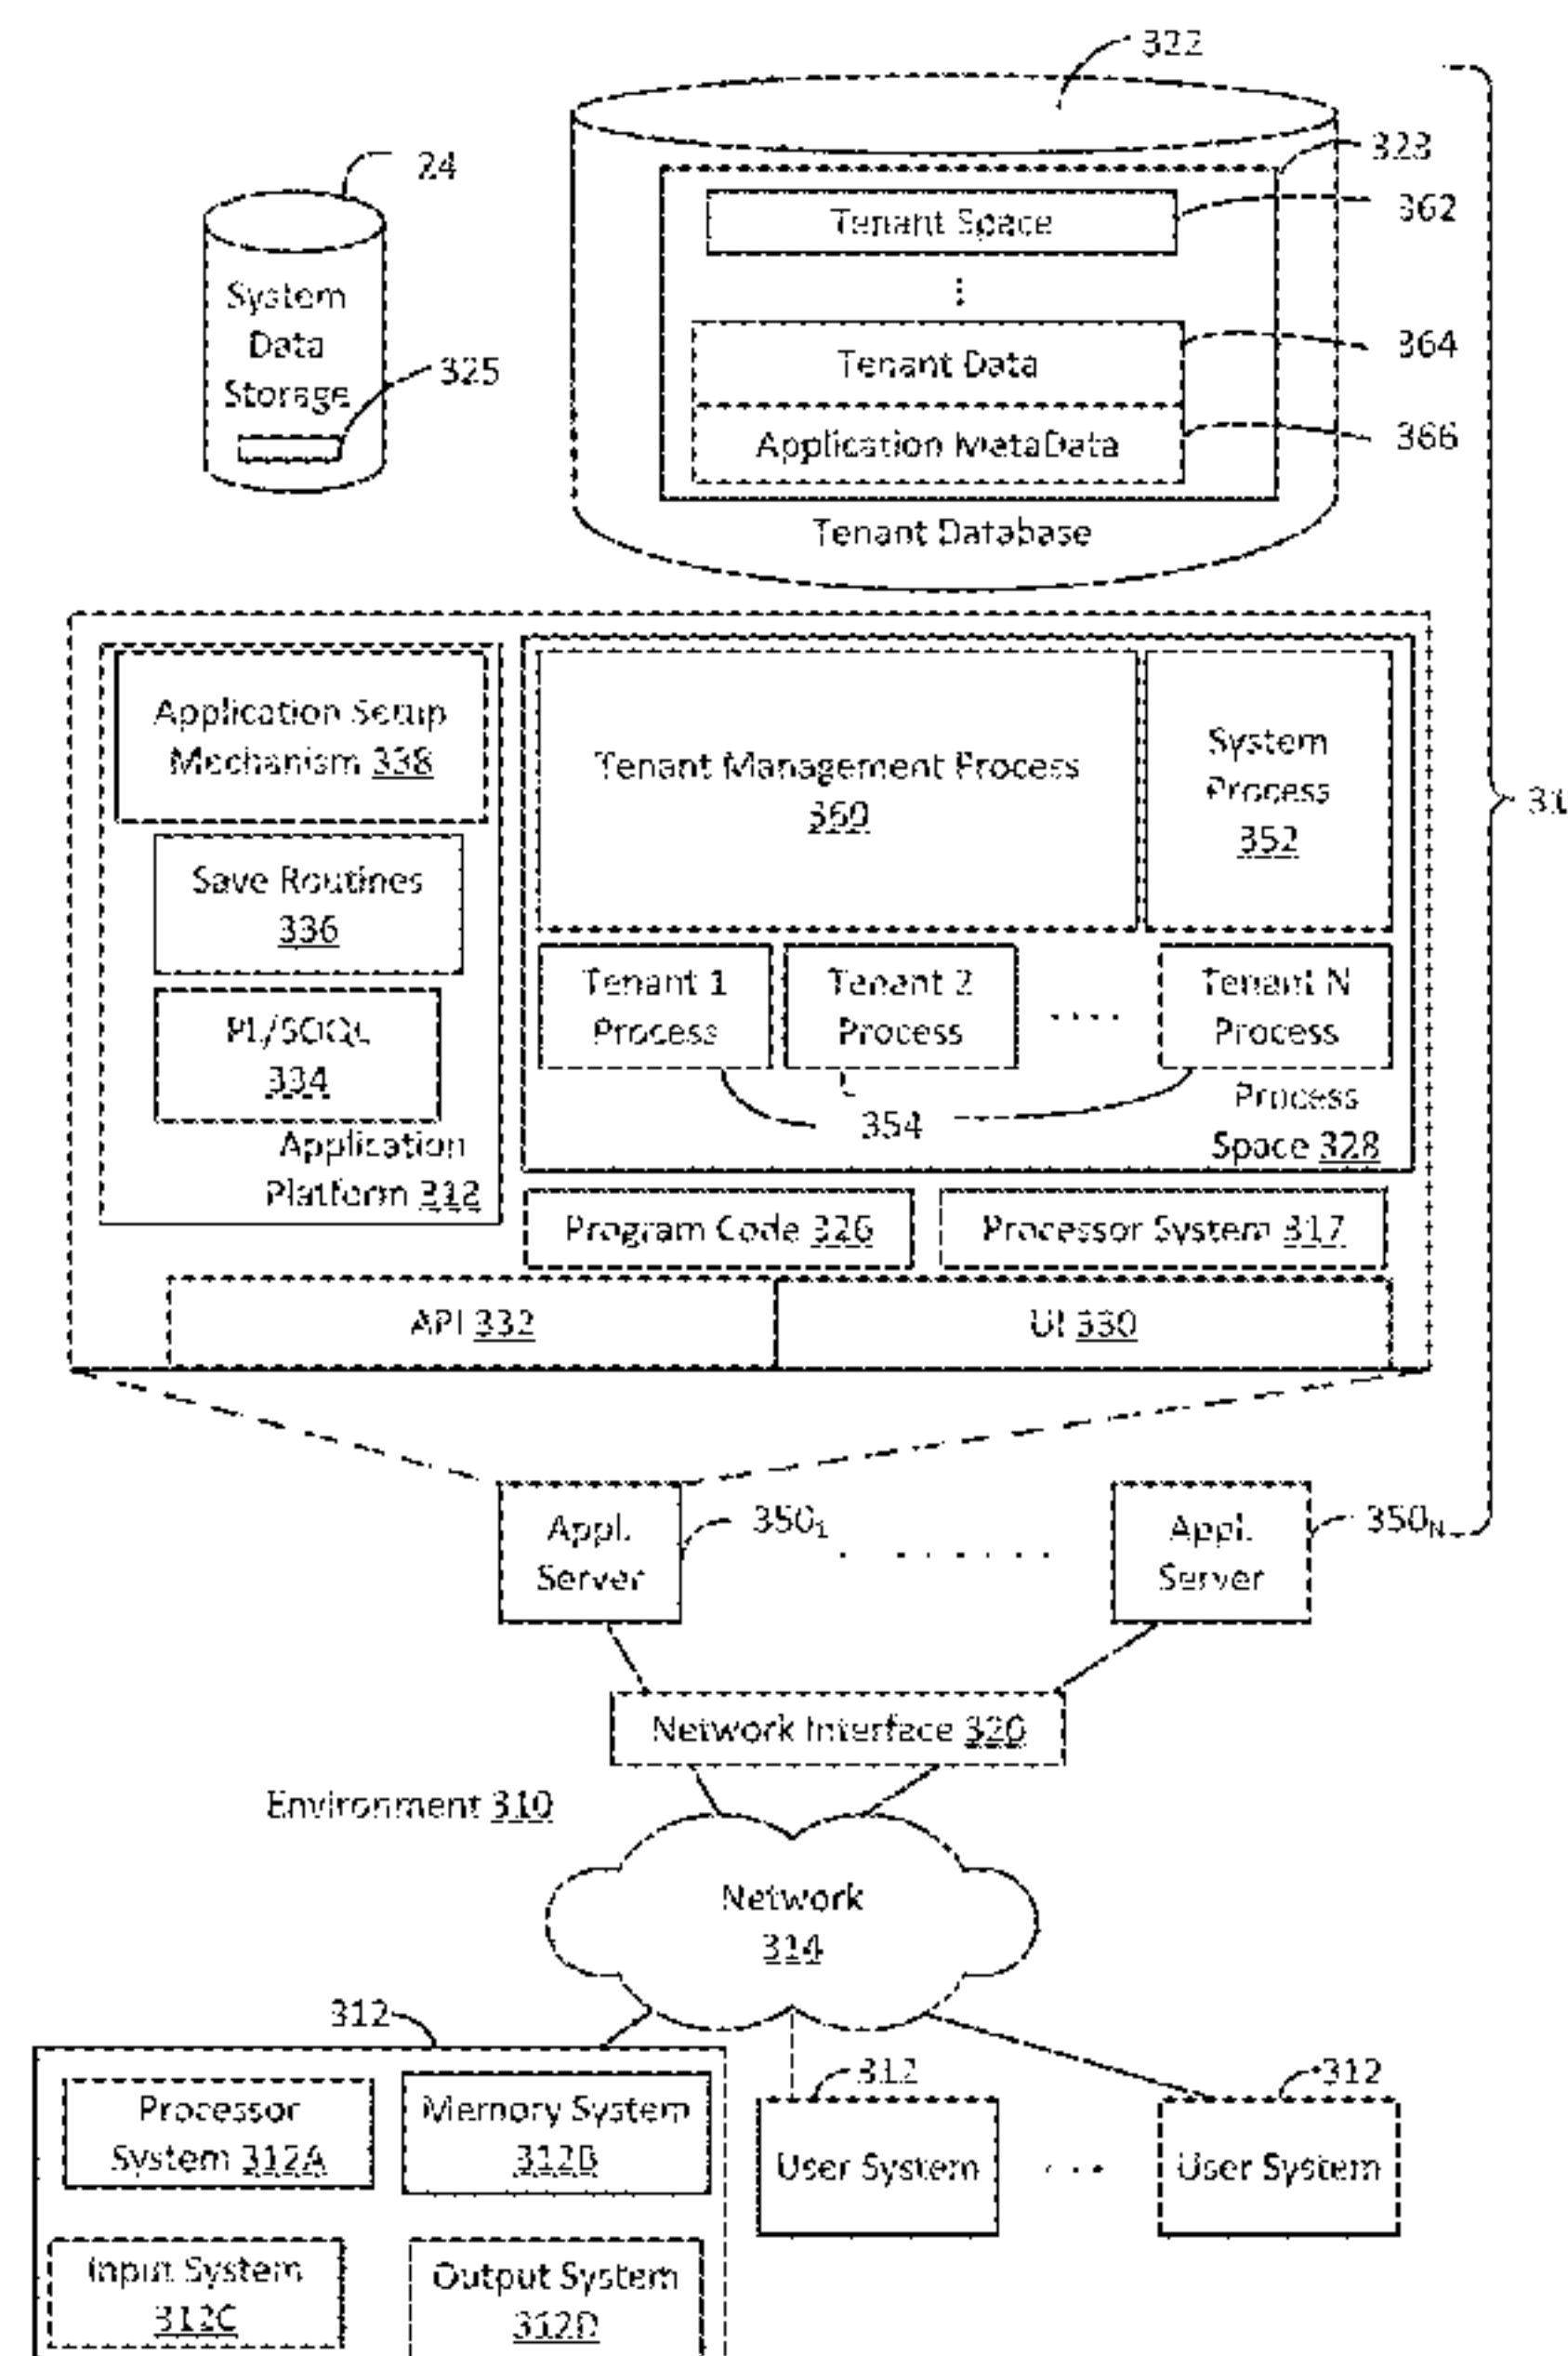 322
323
24
Tenant Space
362
System
Data
Storage
325
Tenant Data
364
Application MetaData
366
Tenant Database
Application Setup
Mechanism 338
Tenant Management Process
360
System
Process
352
31
Save Routines
336
Tenant 1
Process
Tenant 2
Process
....
Tenant N
Process
PL/SOQL
334
354
Process
Space 328
Application
Platform 318
Program Code 326
Processor System 317
API 332
UI 330
Appl.
Server
350₁
Appl.
Server
350N
Network Interface 320
Environment 310
Network
314
312
Processor
System 312A
Memory System
312B
312
User System
...
312
User System
Input System
312C
Output System
312D